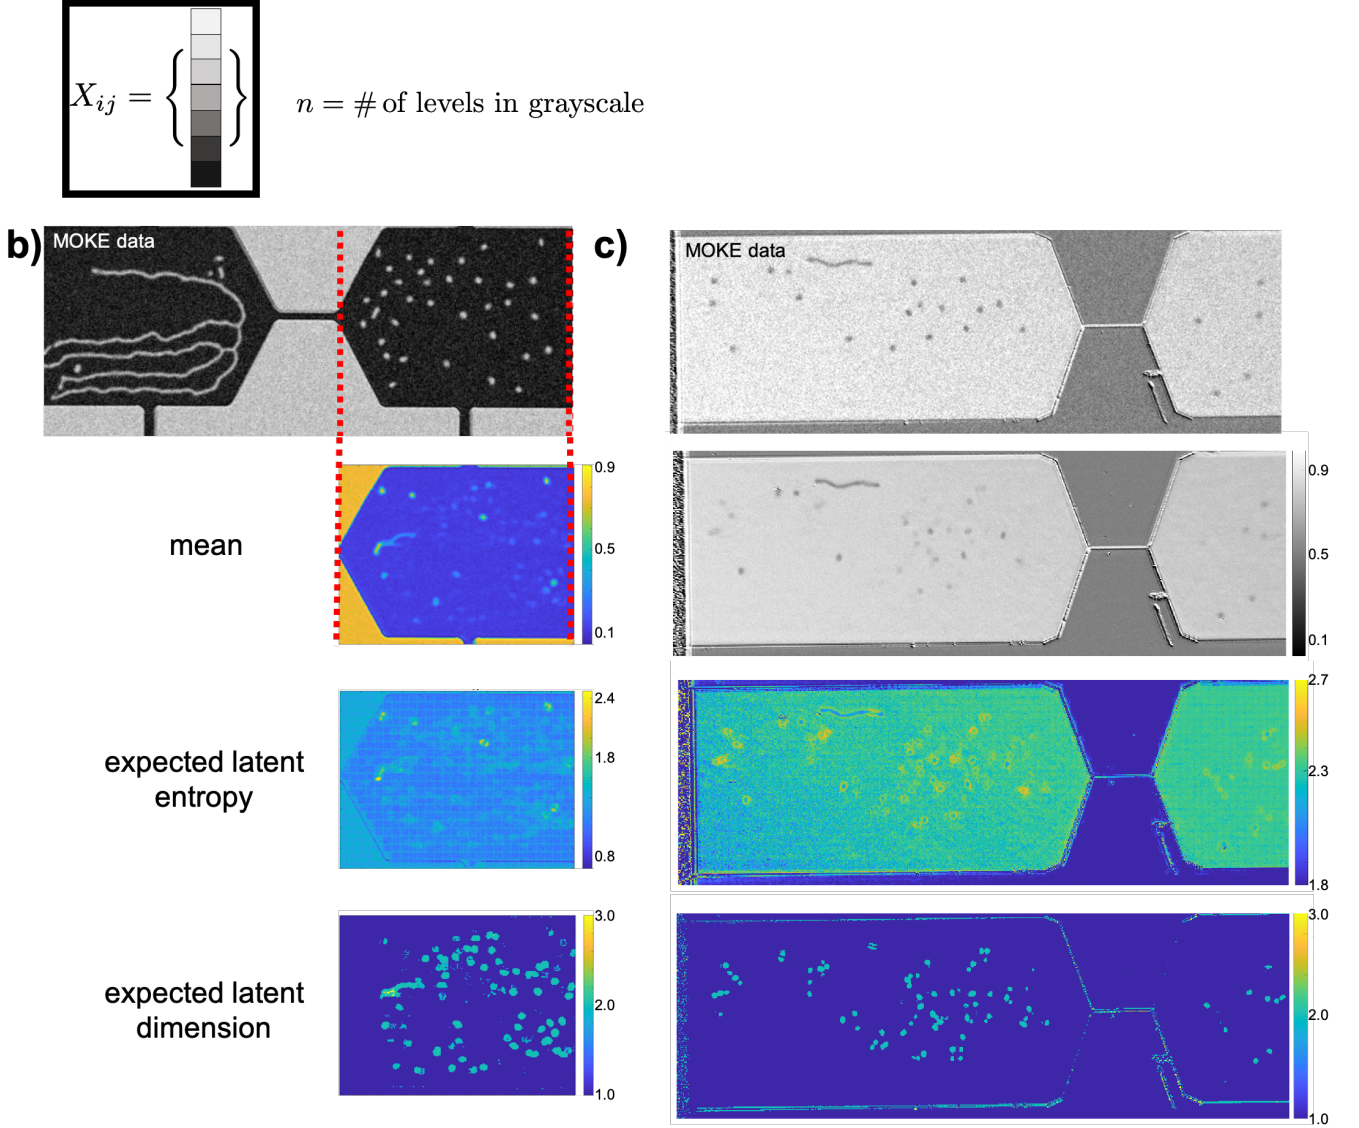 X_{ij} = { }
n = # of levels in grayscale
b)
MOKE data
c)
MOKE data
mean
0.9
0.5
0.1
0.9
0.5
0.1
expected latent
entropy
2.4
1.8
0.8
2.7
2.3
1.8
expected latent
dimension
3.0
2.0
1.0
3.0
2.0
1.0